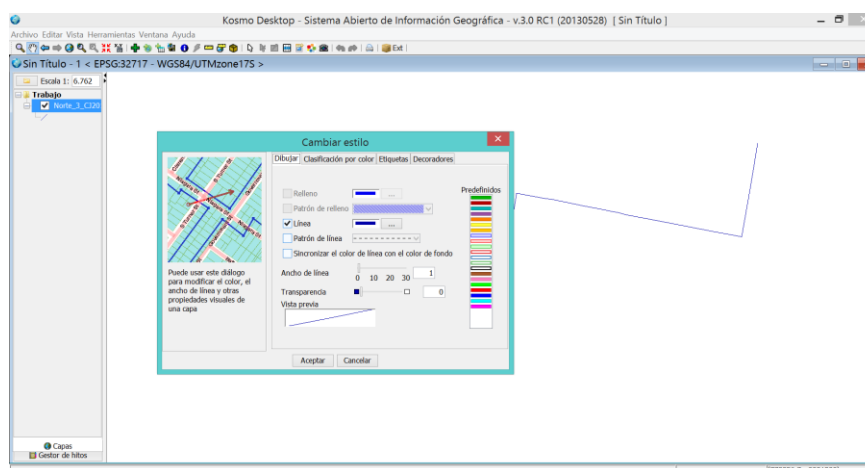 Kosmo Desktop - Sistema Abierto de Información Geográfica - v.3.0 RC1 (20130528) [ Sin Título ]
Archivo Editar Vista Herramientas Ventana Ayuda
Ext
Sin Título - 1 < EPSG:32717 - WGS84/UTMzone17S >
Escala 1: 6.762
Trabajo
Norte_3_CJ20
Cambiar estilo
Dibujar Clasificación por color Etiquetas Decoradores
Relleno
...
Predefinidos
Patrón de relleno
Línea
...
Patrón de línea
Sincronizar el color de línea con el color de fondo
Ancho de línea
0 10 20 30
1
Transparencia
0
Vista previa
Puede usar este diálogo
para modificar el color, el
ancho de línea y otras
propiedades visuales de
una capa
Aceptar Cancelar
Capas
Gestor de hitos